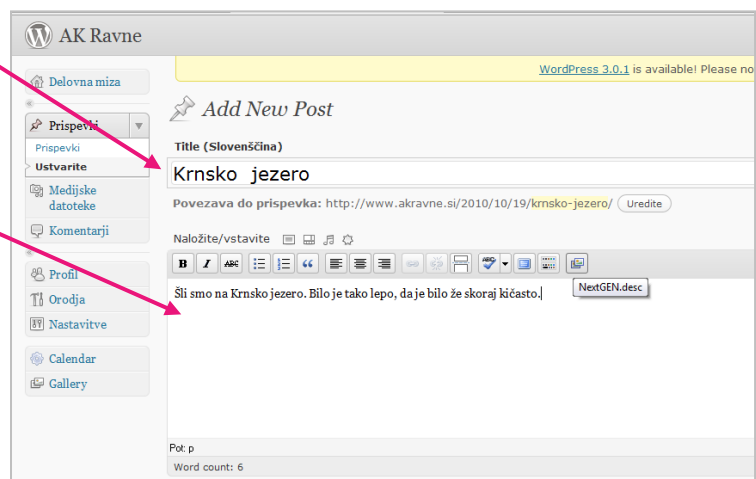 AK Ravne
WordPress 3.0.1 is available! Please no
Delovna miza
Prispevki
Prispevki
Ustvarite
Medijske
datoteke
Komentarji
Profil
Orodja
Nastavitve
Calendar
Gallery
Add New Post
Title (Slovenščina)
Krnsko jezero
Povezava do prispevka: http://www.akravne.si/2010/10/19/krnsko-jezero/ Uredite
Naložite/vstavite
B I ABC ABC
NextGEN.desc
Šli smo na Krnsko jezero. Bilo je tako lepo, da je bilo že skoraj kičasto.
Pot: p
Word count: 6